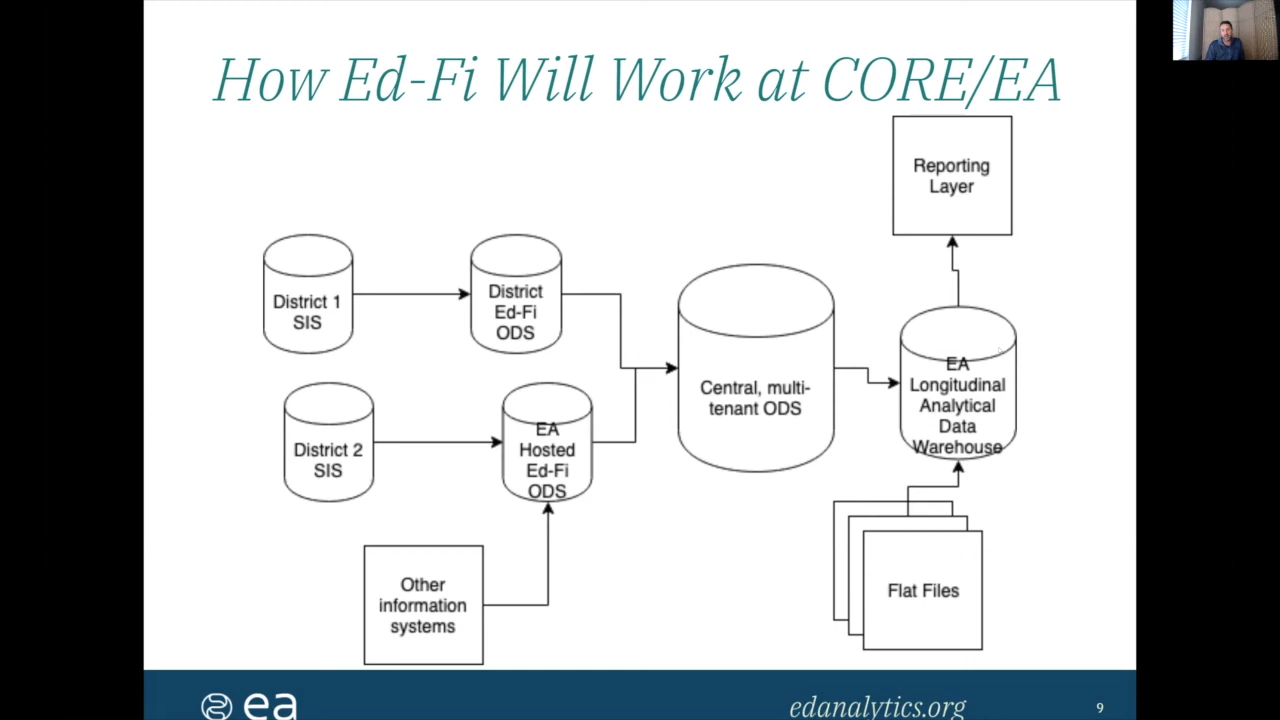 How Ed-Fi Will Work at CORE/EA
Reporting
Layer
District 1
SIS
District
Ed-Fi
ODS
Central, multi-
tenant ODS
EA
Longitudinal
Analytical
Data
Warehouse
District 2
SIS
EA
Hosted
Ed-Fi
ODS
Other
information
systems
Flat Files
ea
edanalytics.org
9